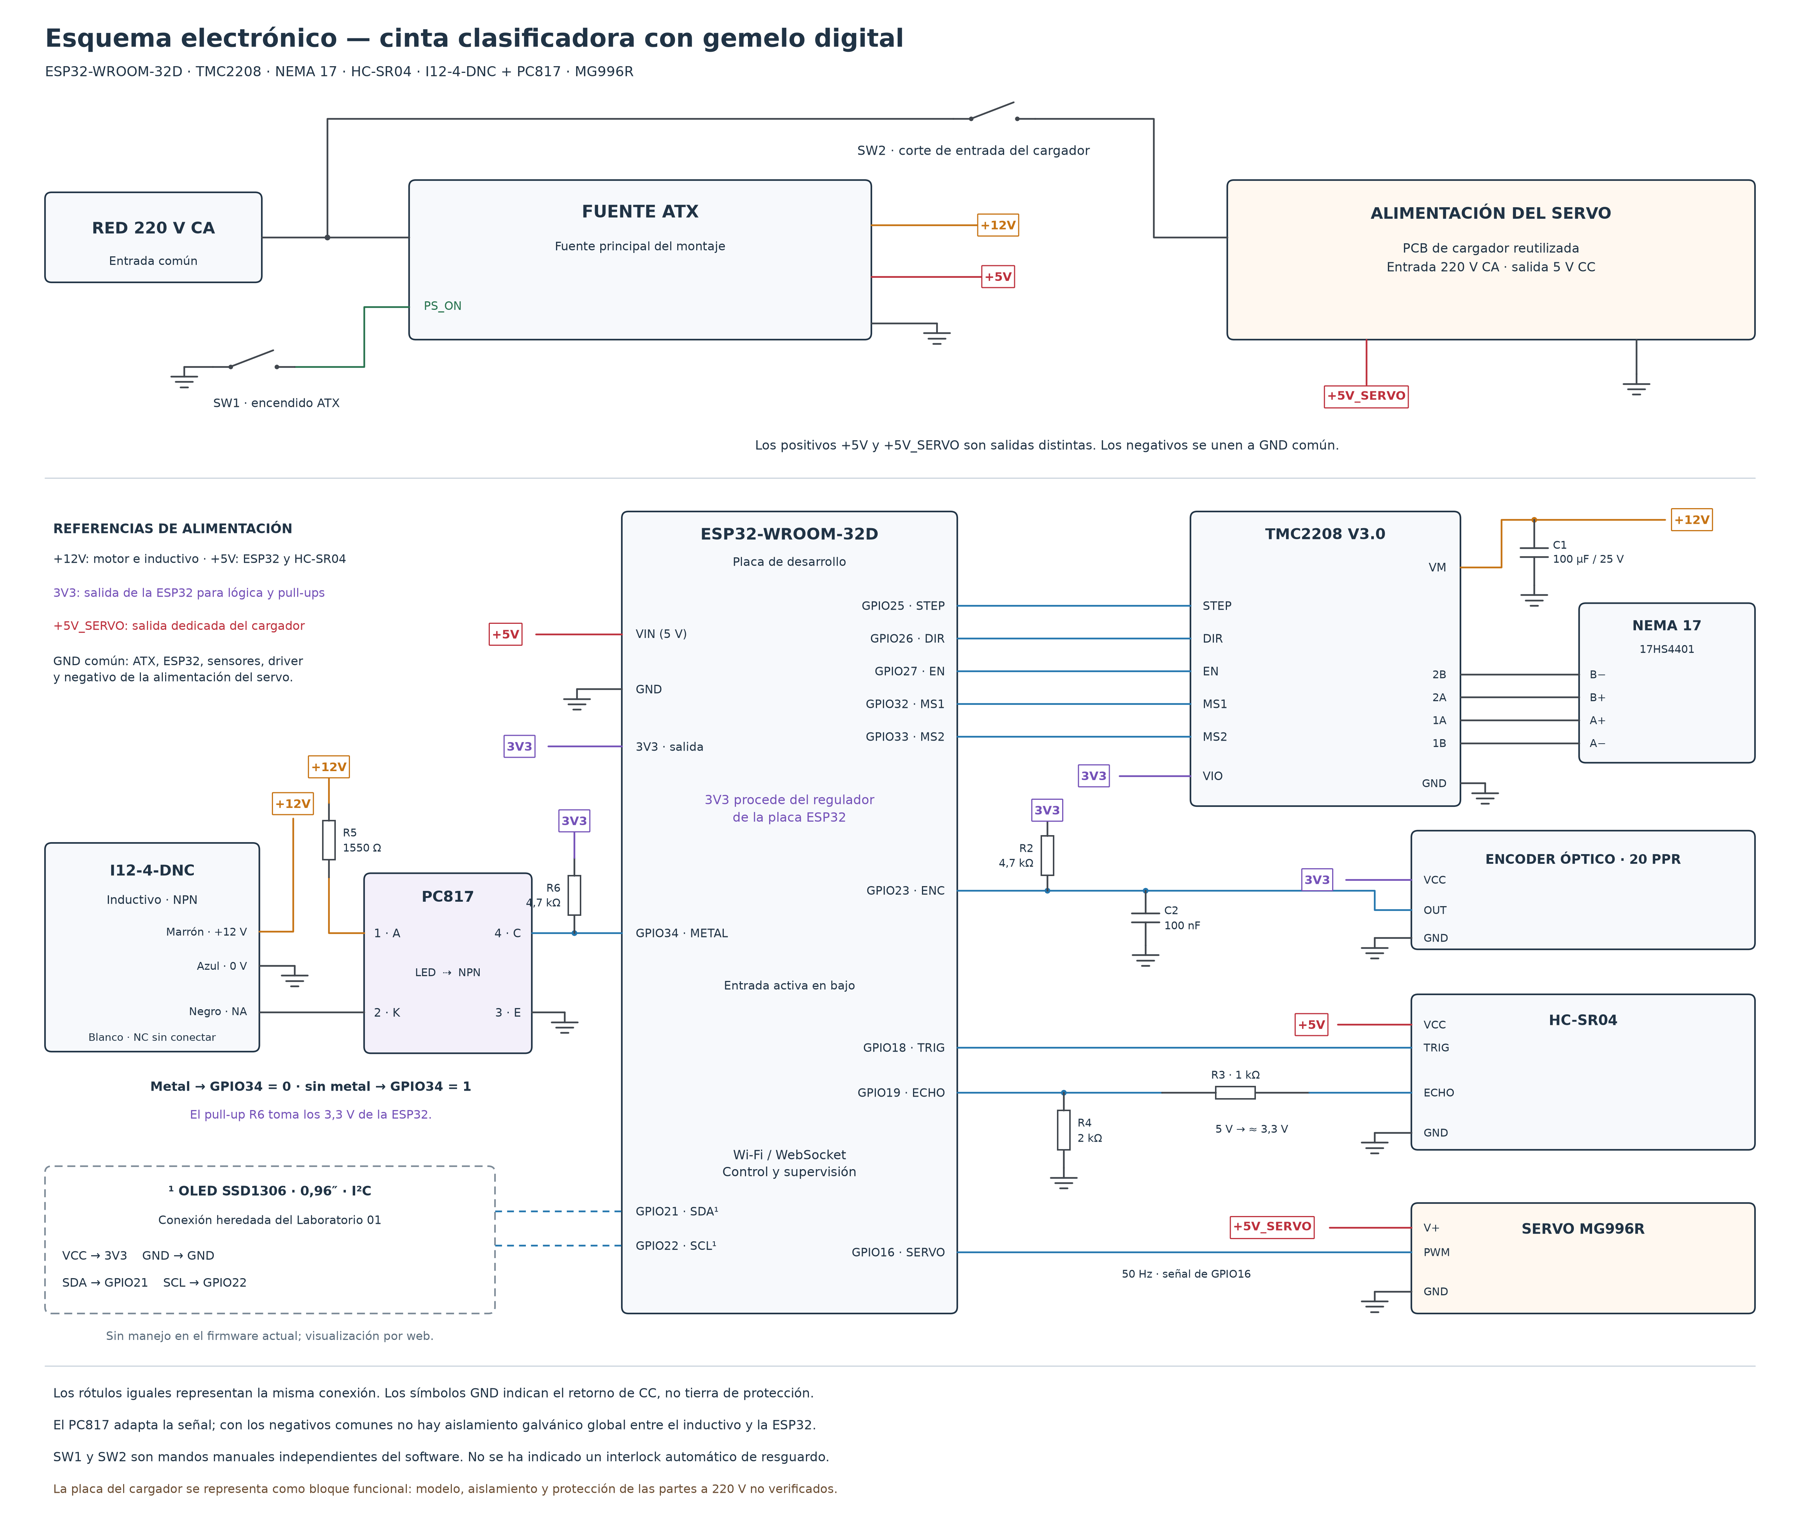 Esquema electrónico — cinta clasificadora con gemelo digital
ESP32-WROOM-32D · TMC2208 · NEMA 17 · HC-SR04 · I12-4-DNC + PC817 · MG996R
SW2 · corte de entrada del cargador
RED 220 V CA
Entrada común
FUENTE ATX
Fuente principal del montaje
PS_ON
+12V
+5V
SW1 · encendido ATX
ALIMENTACIÓN DEL SERVO
PCB de cargador reutilizada
Entrada 220 V CA · salida 5 V CC
+5V_SERVO
Los positivos +5V y +5V_SERVO son salidas distintas. Los negativos se unen a GND común.
REFERENCIAS DE ALIMENTACIÓN
+12V: motor e inductivo · +5V: ESP32 y HC-SR04
3V3: salida de la ESP32 para lógica y pull-ups
+5V_SERVO: salida dedicada del cargador
GND común: ATX, ESP32, sensores, driver
y negativo de la alimentación del servo.
+12V
+12V
R5
1550 Ω
I12-4-DNC
Inductivo · NPN
Marrón · +12 V
Azul · 0 V
Negro · NA
Blanco · NC sin conectar
PC817
1 · A
4 · C
LED ⇢ NPN
2 · K
3 · E
3V3
R6
4,7 kΩ
Metal → GPIO34 = 0 · sin metal → GPIO34 = 1
El pull-up R6 toma los 3,3 V de la ESP32.
¹ OLED SSD1306 · 0,96″ · I²C
Conexión heredada del Laboratorio 01
VCC → 3V3 GND → GND
SDA → GPIO21 SCL → GPIO22
Sin manejo en el firmware actual; visualización por web.
ESP32-WROOM-32D
Placa de desarrollo
+5V
VIN (5 V)
GND
3V3
3V3 · salida
3V3 procede del regulador
de la placa ESP32
GPIO34 · METAL
Entrada activa en bajo
Wi-Fi / WebSocket
Control y supervisión
GPIO21 · SDA¹
GPIO22 · SCL¹
GPIO25 · STEP
GPIO26 · DIR
GPIO27 · EN
GPIO32 · MS1
GPIO33 · MS2
GPIO23 · ENC
GPIO18 · TRIG
GPIO19 · ECHO
GPIO16 · SERVO
TMC2208 V3.0
VM
STEP
DIR
EN
MS1
MS2
3V3
VIO
2B
2A
1A
1B
GND
+12V
C1
100 µF / 25 V
NEMA 17
17HS4401
B−
B+
A+
A−
3V3
R2
4,7 kΩ
C2
100 nF
3V3
ENCODER ÓPTICO · 20 PPR
VCC
OUT
GND
+5V
HC-SR04
VCC
TRIG
ECHO
GND
R3 · 1 kΩ
5 V → ≈ 3,3 V
R4
2 kΩ
+5V_SERVO
SERVO MG996R
V+
PWM
GND
50 Hz · señal de GPIO16
Los rótulos iguales representan la misma conexión. Los símbolos GND indican el retorno de CC, no tierra de protección.
El PC817 adapta la señal; con los negativos comunes no hay aislamiento galvánico global entre el inductivo y la ESP32.
SW1 y SW2 son mandos manuales independientes del software. No se ha indicado un interlock automático de resguardo.
La placa del cargador se representa como bloque funcional: modelo, aislamiento y protección de las partes a 220 V no verificados.